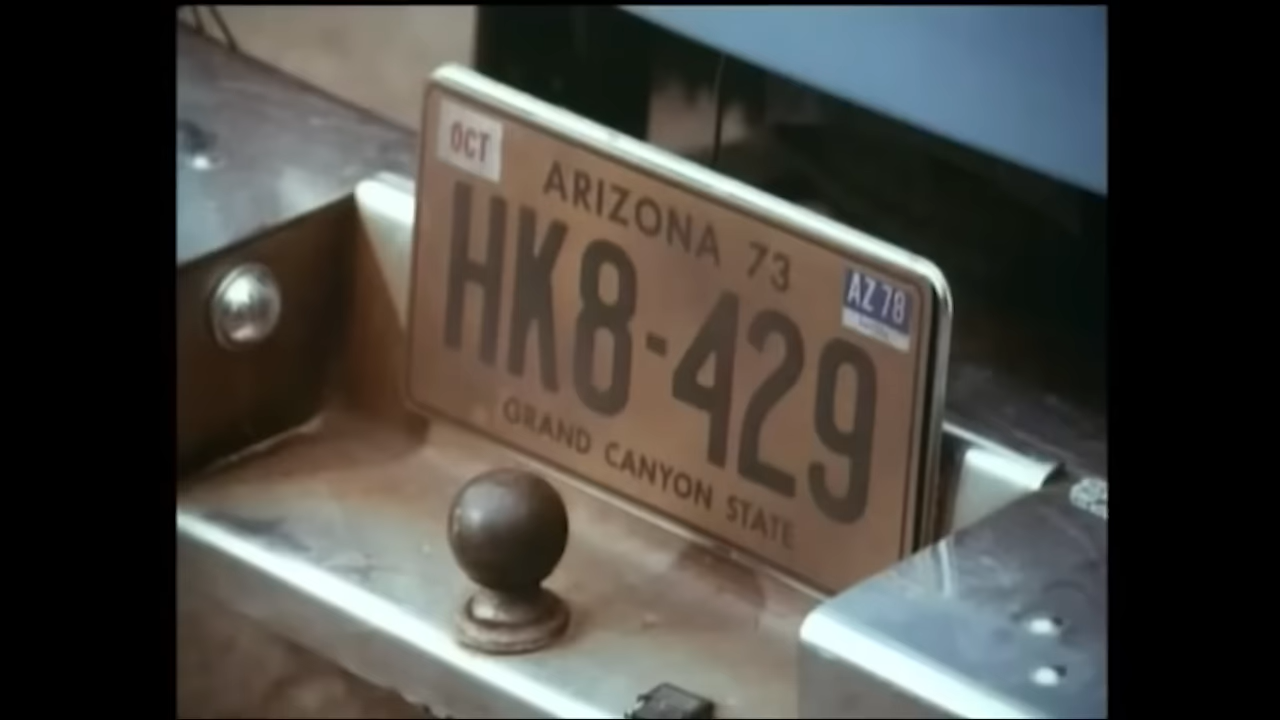 OCT
ARIZONA 73
AZ 78
HK8-429
GRAND CANYON STATE